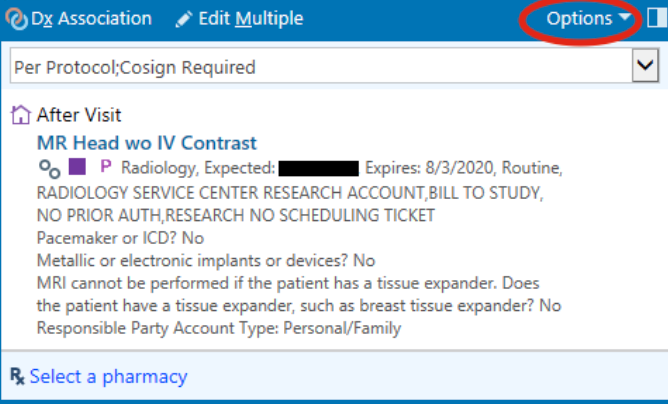 Dx Association Edit Multiple Options
Per Protocol;Cosign Required
After Visit
MR Head wo IV Contrast
P Radiology, Expected: Expires: 8/3/2020, Routine,
RADIOLOGY SERVICE CENTER RESEARCH ACCOUNT,BILL TO STUDY,
NO PRIOR AUTH,RESEARCH NO SCHEDULING TICKET
Pacemaker or ICD? No
Metallic or electronic implants or devices? No
MRI cannot be performed if the patient has a tissue expander. Does
the patient have a tissue expander, such as breast tissue expander? No
Responsible Party Account Type: Personal/Family
Rx Select a pharmacy